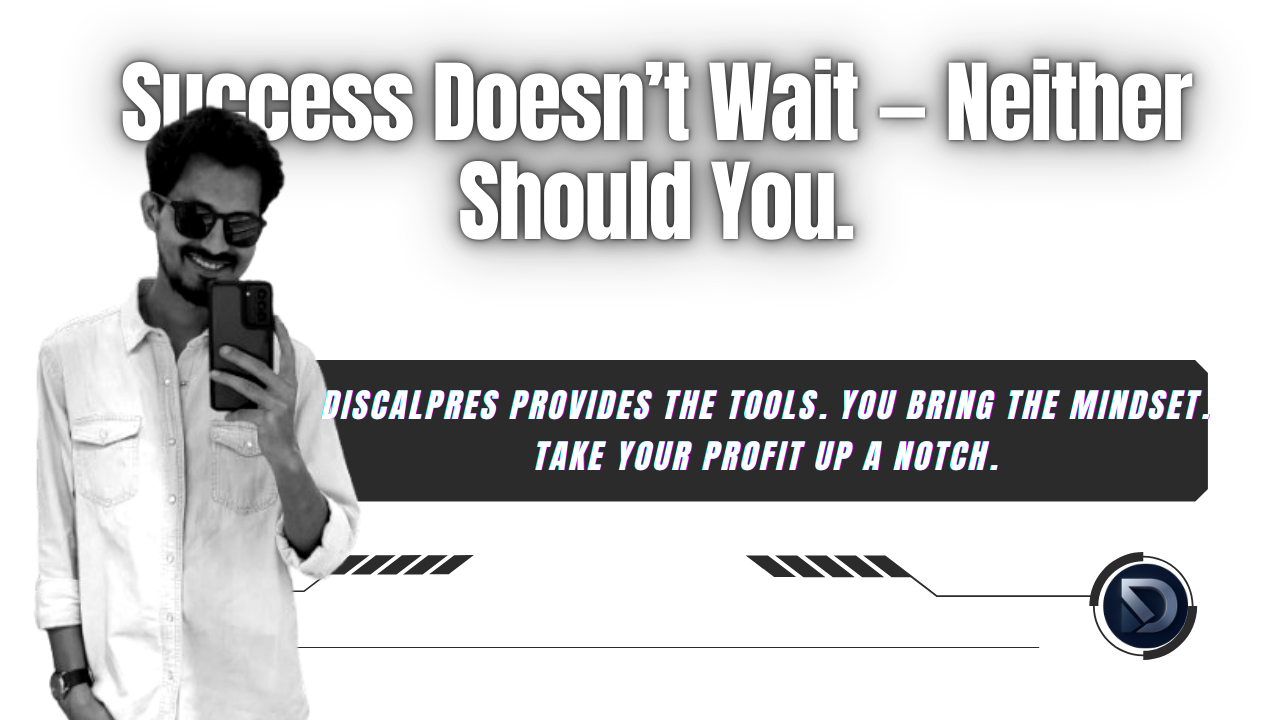 Success Doesn’t Wait – Neither
Should You.
DISCALPRES PROVIDES THE TOOLS. YOU BRING THE MINDSET.
TAKE YOUR PROFIT UP A NOTCH.